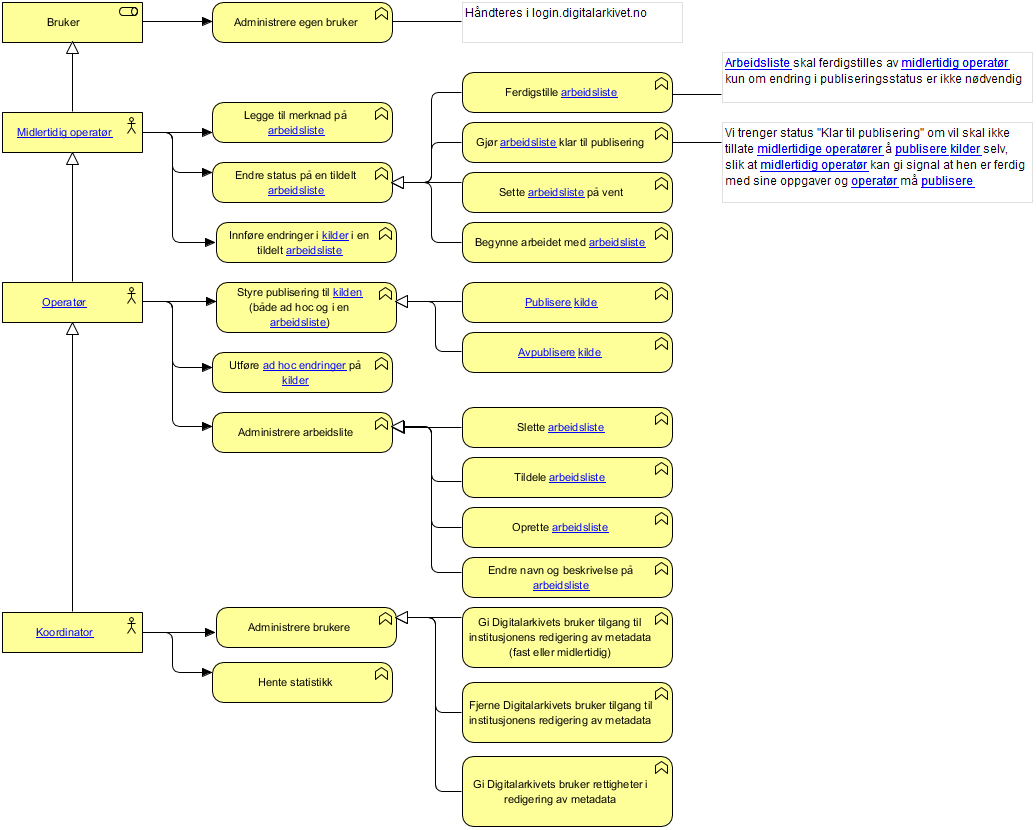 Bruker
Administrere egen bruker
Håndteres i login.digitalarkivet.no
Midlertidig operatør
Legge til merknad på
arbeidsliste
Endre status på en tildelt
arbeidsliste
Innføre endringer i kilder i en
tildelt arbeidsliste
Ferdigstille arbeidsliste
Arbeidsliste skal ferdigstilles av midlertidig operatør
kun om endring i publiseringsstatus er ikke nødvendig
Gjør arbeidsliste klar til publisering
Vi trenger status "Klar til publisering" om vil skal ikke
tillate midlertidige operatører å publisere kilder selv,
slik at midlertidig operatør kan gi signal at hen er ferdig
med sine oppgaver og operatør må publisere
Sette arbeidsliste på vent
Begynne arbeidet med arbeidsliste
Operatør
Styre publisering til kilden
(både ad hoc og i en
arbeidsliste)
Utføre ad hoc endringer på
kilder
Administrere arbeidslite
Publisere kilde
Avpublisere kilde
Slette arbeidsliste
Tildele arbeidsliste
Oprette arbeidsliste
Endre navn og beskrivelse på
arbeidsliste
Koordinator
Administrere brukere
Hente statistikk
Gi Digitalarkivets bruker tilgang til
institusjonens redigering av metadata
(fast eller midlertidig)
Fjerne Digitalarkivets bruker tilgang til
institusjonens redigering av metadata
Gi Digitalarkivets bruker rettigheter i
redigering av metadata